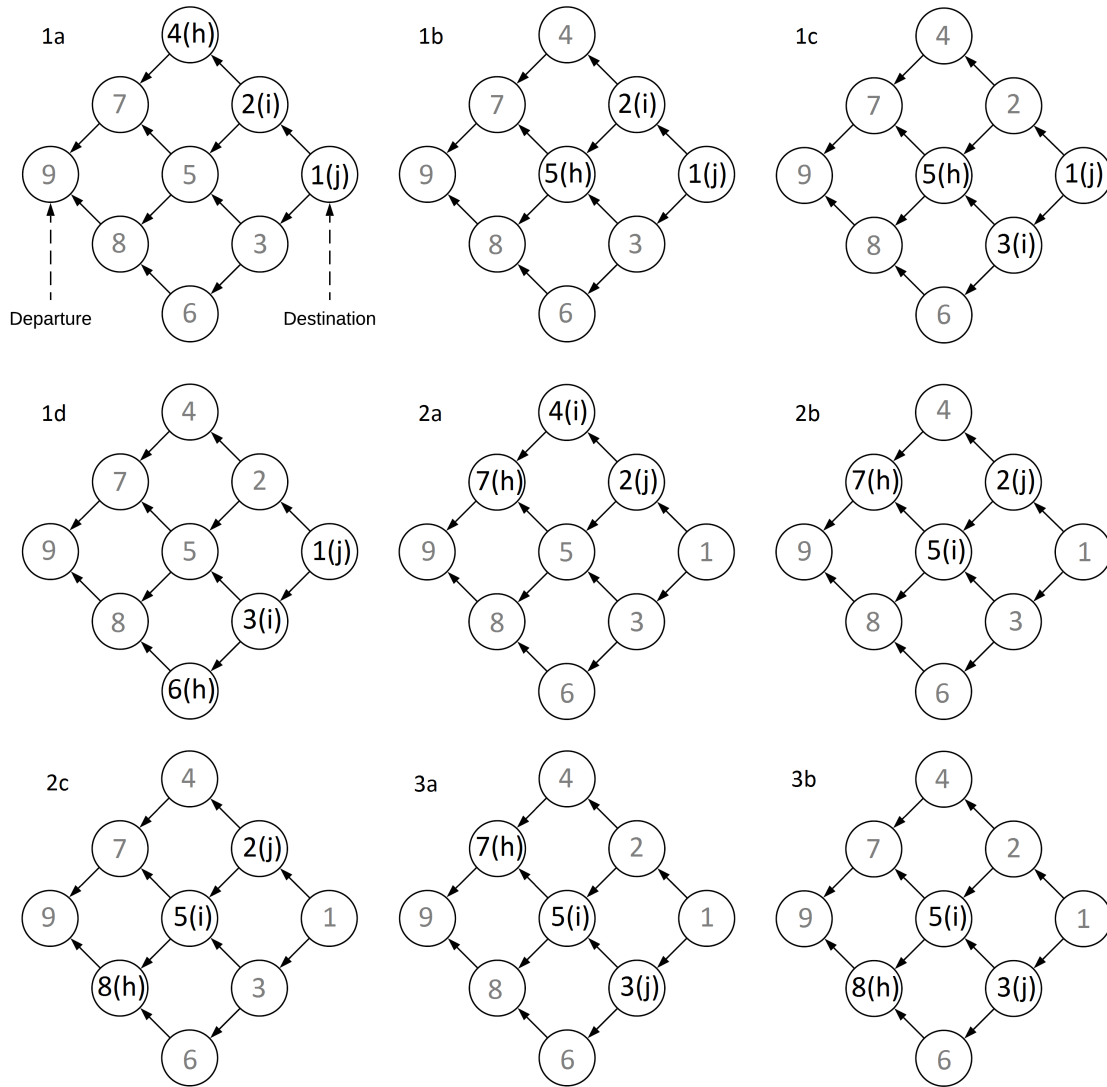 1a
4(h)
7
2(i)
9
5
1(j)
8
3
6
Departure
Destination
1b
4
7
2(i)
9
5(h)
1(j)
8
3
6
1c
4
7
2
9
5(h)
1(j)
8
3(i)
6
1d
4
7
2
9
5
1(j)
8
3(i)
6(h)
2a
4(i)
7(h)
2(j)
9
5
1
8
3
6
2b
4
7(h)
2(j)
9
5(i)
1
8
3
6
2c
4
7
2(j)
9
5(i)
1
8(h)
3
6
3a
4
7(h)
2
9
5(i)
1
8
3(j)
6
3b
4
7
2
9
5(i)
1
8(h)
3(j)
6